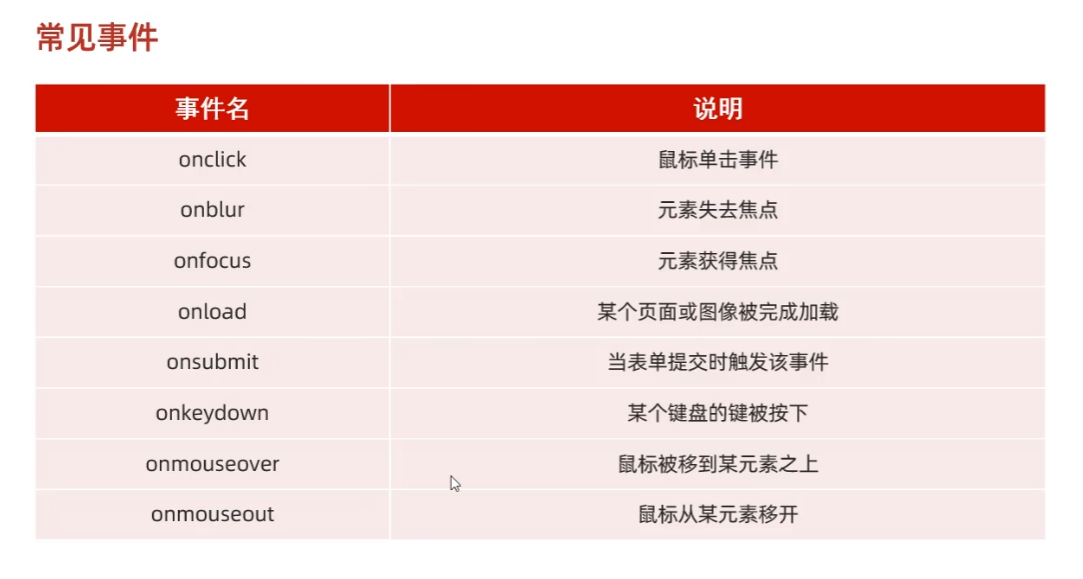 常见事件
事件名 说明
onclick 鼠标单击事件
onblur 元素失去焦点
onfocus 元素获得焦点
onload 某个页面或图像被完成加载
onsubmit 当表单提交时触发该事件
onkeydown 某个键盘的键被按下
onmouseover 鼠标被移到某元素之上
onmouseout 鼠标从某元素移开